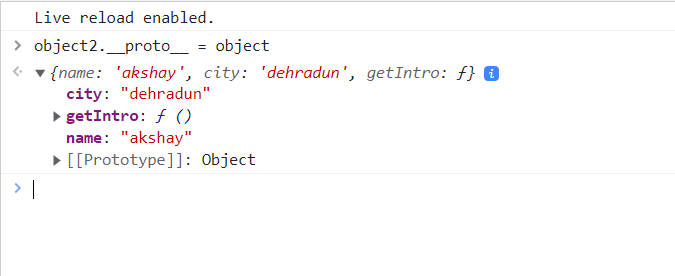 Live reload enabled.
> object2.__proto__ = object
<· ▼{name: 'akshay', city: 'dehradun', getIntro: ƒ} i
city: "dehradun"
▶ getIntro: ƒ ()
name: "akshay"
▶ [[Prototype]]: Object
>